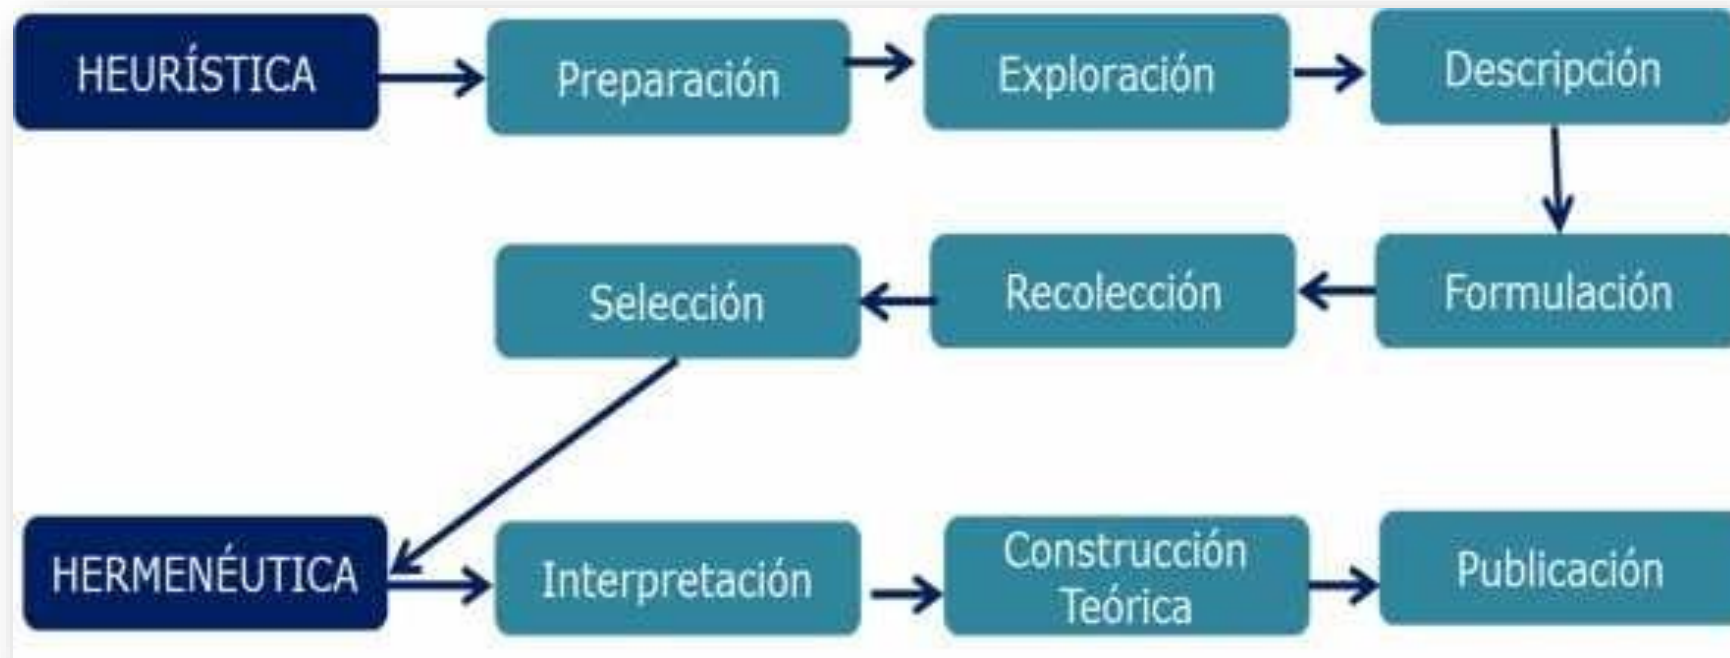 HEURÍSTICA
Preparación
Exploración
Descripción
Formulación
Recolección
Selección
HERMENÉUTICA
Interpretación
Construcción
Teórica
Publicación